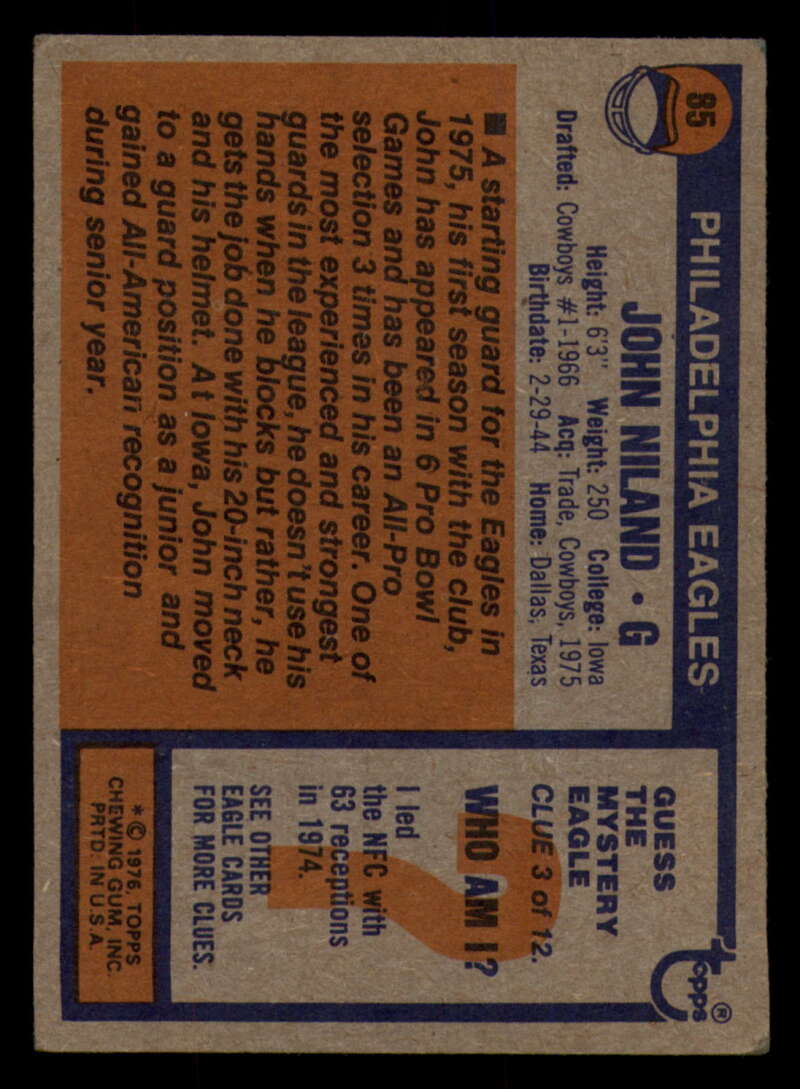 85
PHILADELPHIA EAGLES
JOHN NILAND • G
Height: 6'3" Weight: 250 College: Iowa
Drafted: Cowboys #1-1966 Acq: Trade, Cowboys, 1975
Birthdate: 2-29-44 Home: Dallas, Texas
■ A starting guard for the Eagles in
1975, his first season with the club,
John has appeared in 6 Pro Bowl
Games and has been an All-Pro
selection 3 times in his career. One of
the most experienced and strongest
guards in the league, he doesn't use his
hands when he blocks but rather, he
gets the job done with his 20-inch neck
and his helmet. At Iowa, John moved
to a guard position as a junior and
gained All-American recognition
during senior year.
topps®
GUESS
THE
MYSTERY
EAGLE
CLUE 3 of 12.
?
WHO AM I?
I led
the NFC with
63 receptions
in 1974.
SEE OTHER
EAGLE CARDS
FOR MORE CLUES.
*© 1976, TOPPS
CHEWING GUM, INC.
PRTD. IN U.S.A.